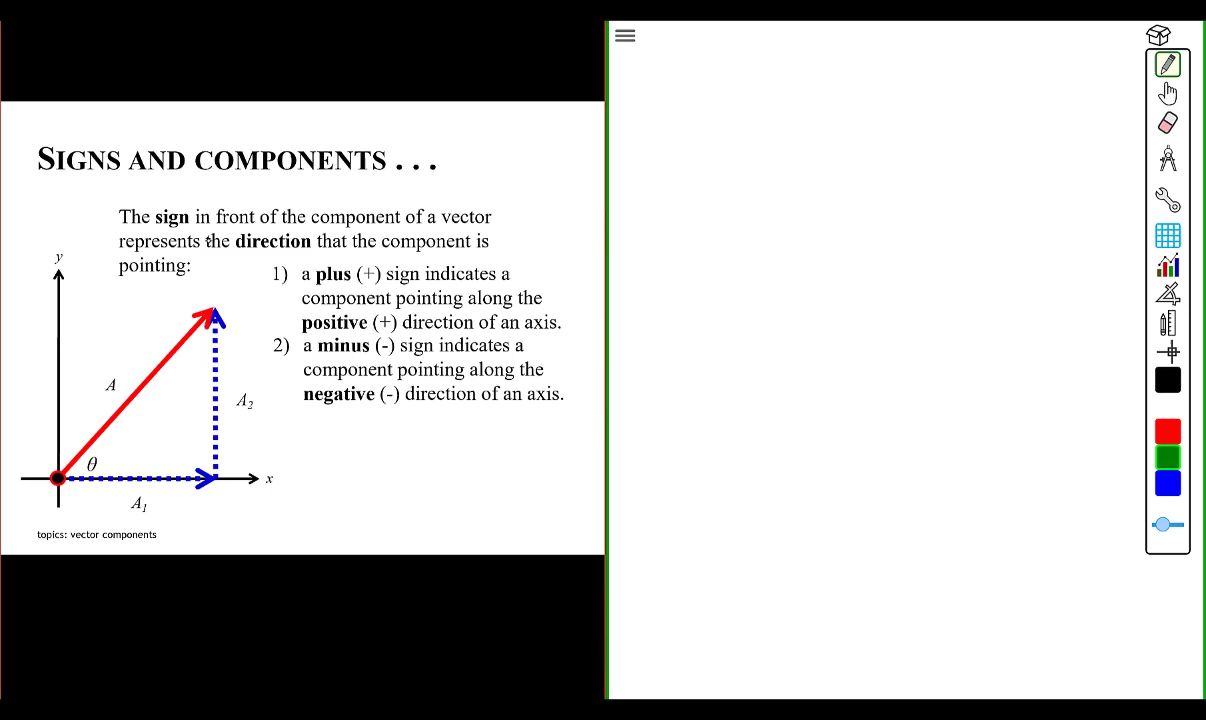 SIGNS AND COMPONENTS . . .
The sign in front of the component of a vector
represents the direction that the component is
pointing:
1) a plus (+) sign indicates a
component pointing along the
positive (+) direction of an axis.
2) a minus (-) sign indicates a
component pointing along the
negative (-) direction of an axis.
y
A
A2
θ
x
A1
topics: vector components